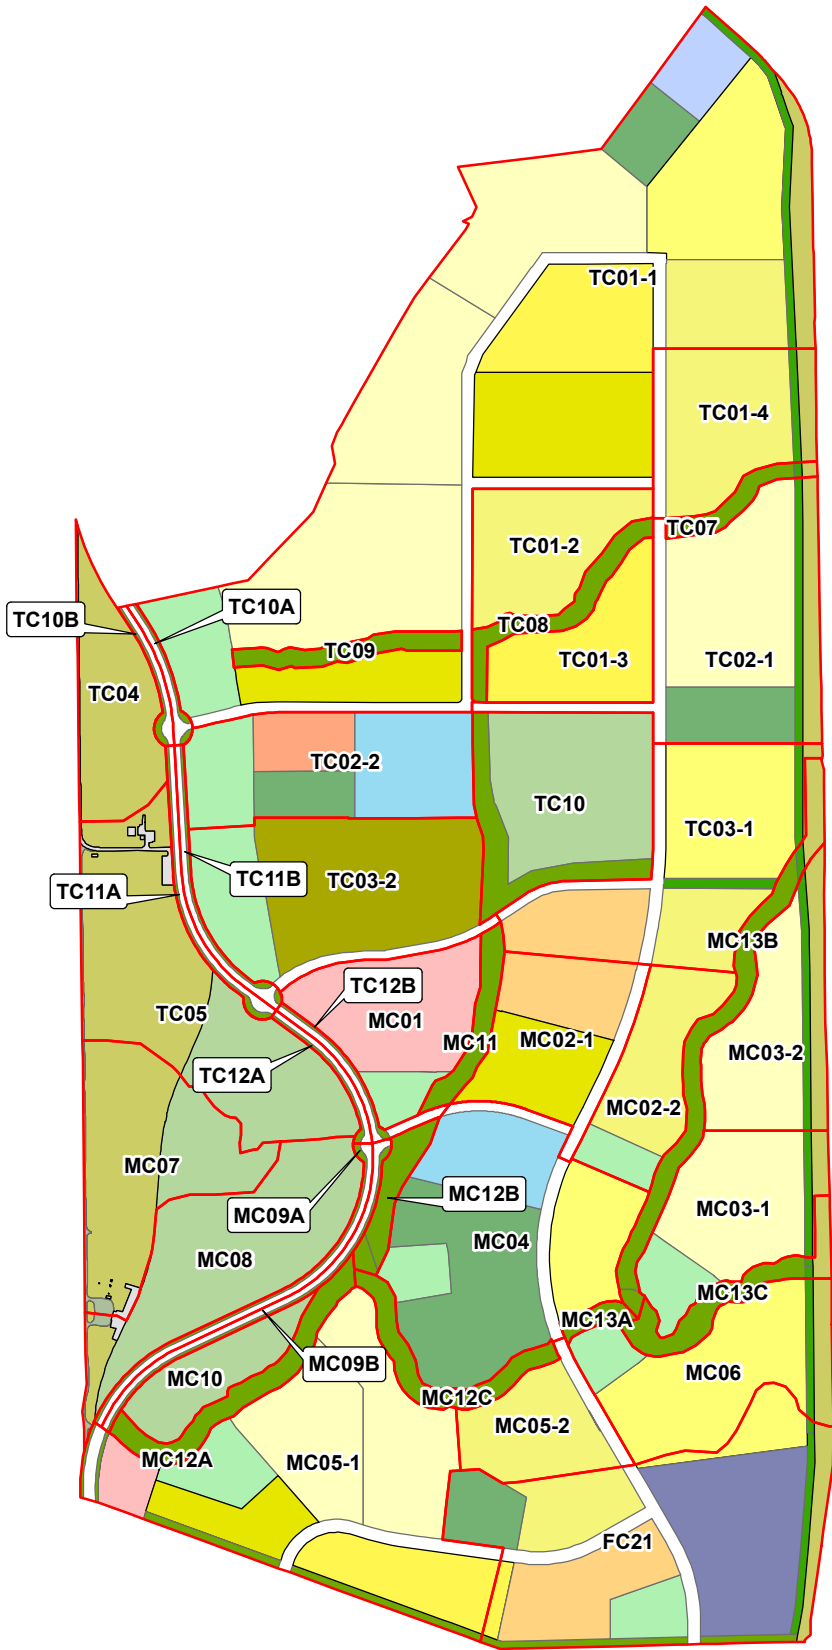 TC01-1
TC01-4
TC07
TC01-2
TC10A
TC10B
TC08
TC09
TC01-3
TC02-1
TC04
TC02-2
TC10
TC03-1
TC03-2
TC11B
TC11A
MC13B
TC12B
TC05
MC01
MC11
MC02-1
MC03-2
TC12A
MC02-2
MC07
MC12B
MC03-1
MC09A
MC04
MC08
MC13C
MC13A
MC09B
MC06
MC10
MC12C
MC05-2
MC12A
MC05-1
FC21